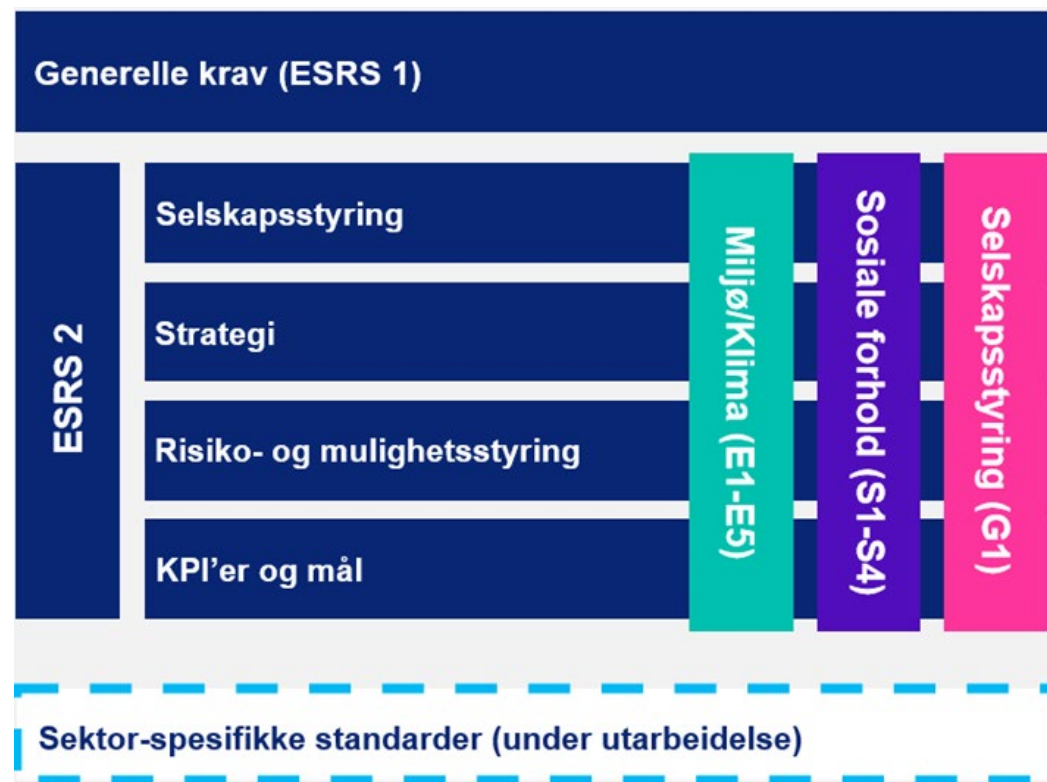 Generelle krav (ESRS 1)
ESRS 2
Selskapsstyring
Strategi
Risiko- og mulighetsstyring
KPI’er og mål
Miljø/Klima (E1-E5)
Sosiale forhold (S1-S4)
Selskapsstyring (G1)
Sektor-spesifikke standarder (under utarbeidelse)